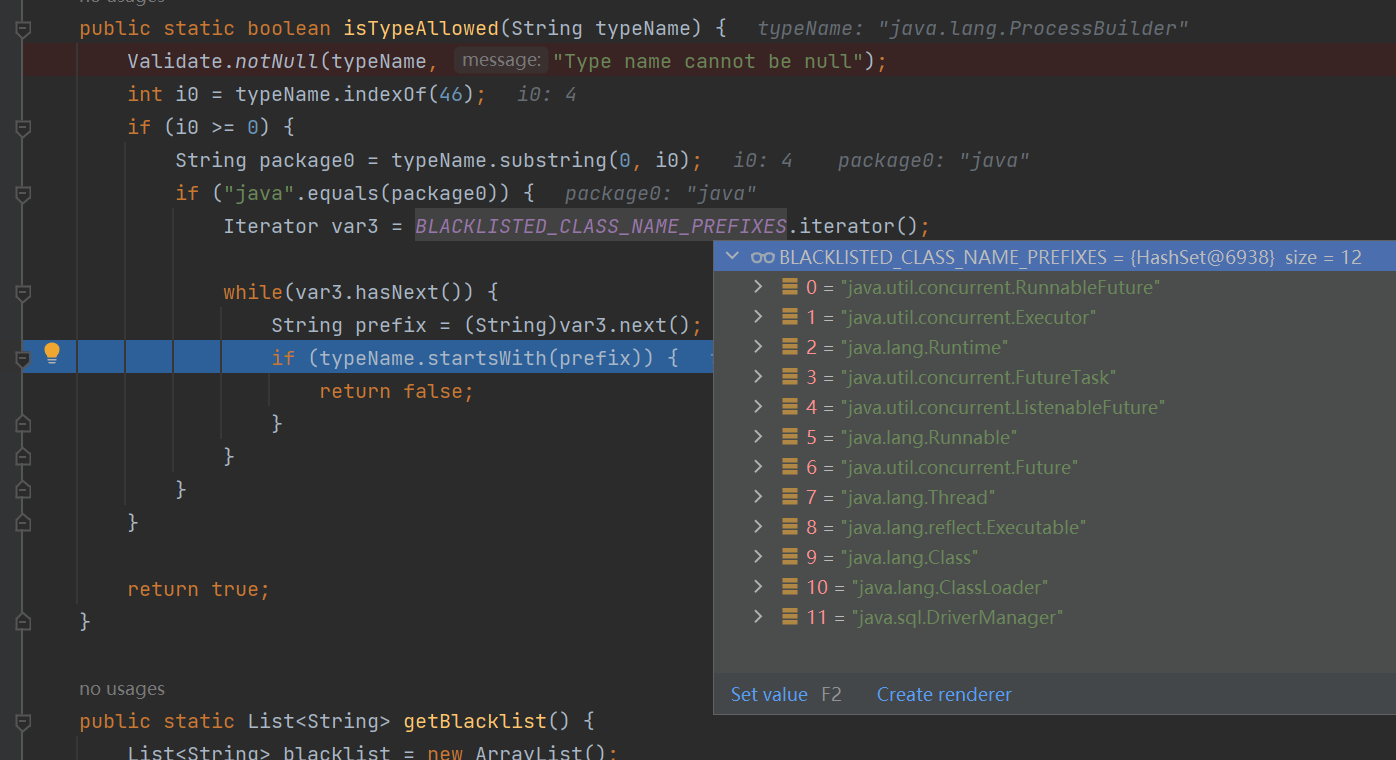 no usages
public static boolean isTypeAllowed(String typeName) {   typeName: "java.lang.ProcessBuilder"
Validate.notNull(typeName,  message: "Type name cannot be null");
int i0 = typeName.indexOf(46);   i0: 4
if (i0 >= 0) {
String package0 = typeName.substring(0, i0);   i0: 4    package0: "java"
if ("java".equals(package0)) {   package0: "java"
Iterator var3 = BLACKLISTED_CLASS_NAME_PREFIXES.iterator();
BLACKLISTED_CLASS_NAME_PREFIXES = {HashSet@6938}  size = 12
0 = "java.util.concurrent.RunnableFuture"
1 = "java.util.concurrent.Executor"
2 = "java.lang.Runtime"
3 = "java.util.concurrent.FutureTask"
4 = "java.util.concurrent.ListenableFuture"
5 = "java.lang.Runnable"
6 = "java.util.concurrent.Future"
7 = "java.lang.Thread"
8 = "java.lang.reflect.Executable"
9 = "java.lang.Class"
10 = "java.lang.ClassLoader"
11 = "java.sql.DriverManager"
Set value  F2  Create renderer
while(var3.hasNext()) {
String prefix = (String)var3.next();
if (typeName.startsWith(prefix)) {
return false;
}
}
}
}
return true;
}
no usages
public static List<String> getBlacklist() {
List<String> blacklist = new ArrayList();